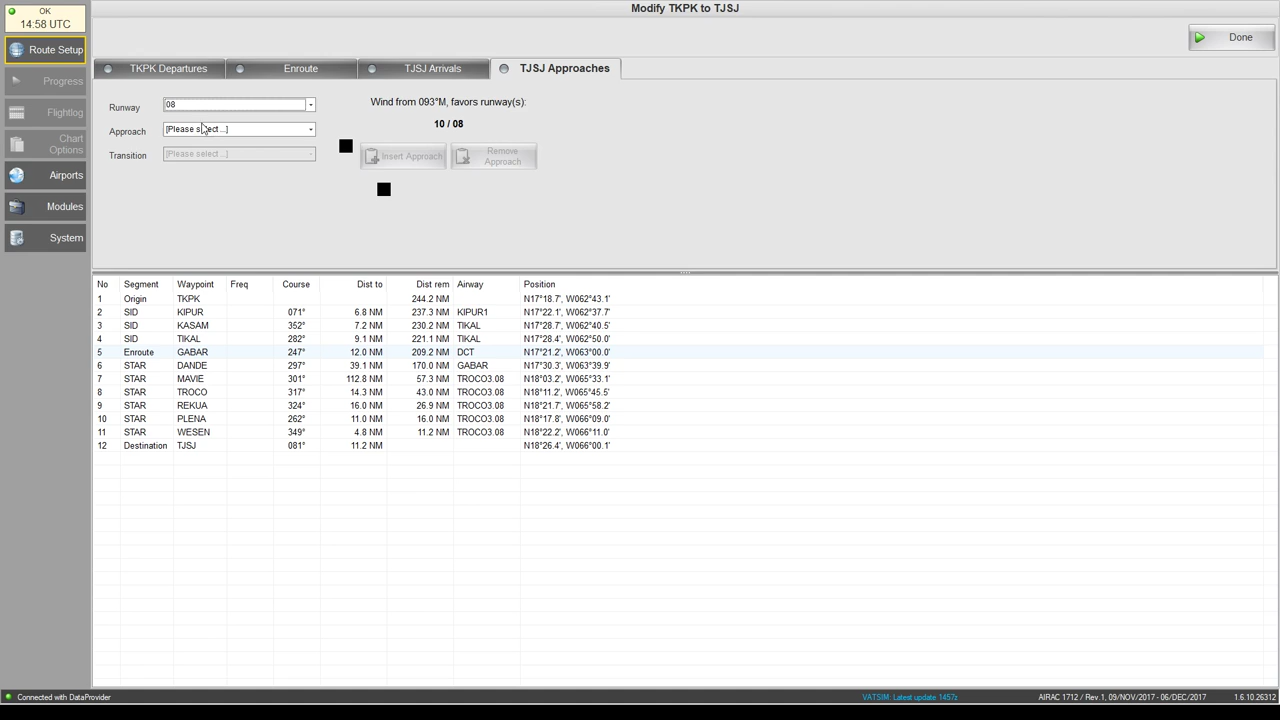 OK
14:58 UTC
Modify TKPK to TJSJ
Route Setup
Done
Progress
TKPK Departures
Enroute
TJSJ Arrivals
TJSJ Approaches
Flightlog
Runway
08
Wind from 093°M, favors runway(s):
Approach
[Please select ...]
10 / 08
Chart
Options
Transition
[Please select ...]
Insert Approach
Remove
Approach
Airports
Modules
System
No Segment Waypoint Freq Course Dist to Dist rem Airway Position
1 Origin TKPK 244.2 NM N17°18.7', W062°43.1'
2 SID KIPUR 071° 6.8 NM 237.3 NM KIPUR1 N17°22.1', W062°37.7'
3 SID KASAM 352° 7.2 NM 230.2 NM TIKAL N17°28.7', W062°40.5'
4 SID TIKAL 282° 9.1 NM 221.1 NM TIKAL N17°28.4', W062°50.0'
5 Enroute GABAR 247° 12.0 NM 209.2 NM DCT N17°21.2', W063°00.0'
6 STAR DANDE 297° 39.1 NM 170.0 NM GABAR N17°30.3', W063°39.9'
7 STAR MAVIE 301° 112.8 NM 57.3 NM TROCO3.08 N18°03.2', W065°33.1'
8 STAR TROCO 317° 14.3 NM 43.0 NM TROCO3.08 N18°11.2', W065°45.5'
9 STAR REKUA 324° 16.0 NM 26.9 NM TROCO3.08 N18°21.7', W065°58.2'
10 STAR PLENA 262° 11.0 NM 16.0 NM TROCO3.08 N18°17.8', W066°09.0'
11 STAR WESEN 349° 4.8 NM 11.2 NM TROCO3.08 N18°22.2', W066°11.0'
12 Destination TJSJ 081° 11.2 NM N18°26.4', W066°00.1'
Connected with DataProvider
VATSIM: Latest update 1457z
AIRAC 1712 / Rev.1, 09/NOV/2017 - 06/DEC/2017
1.6.10.26312